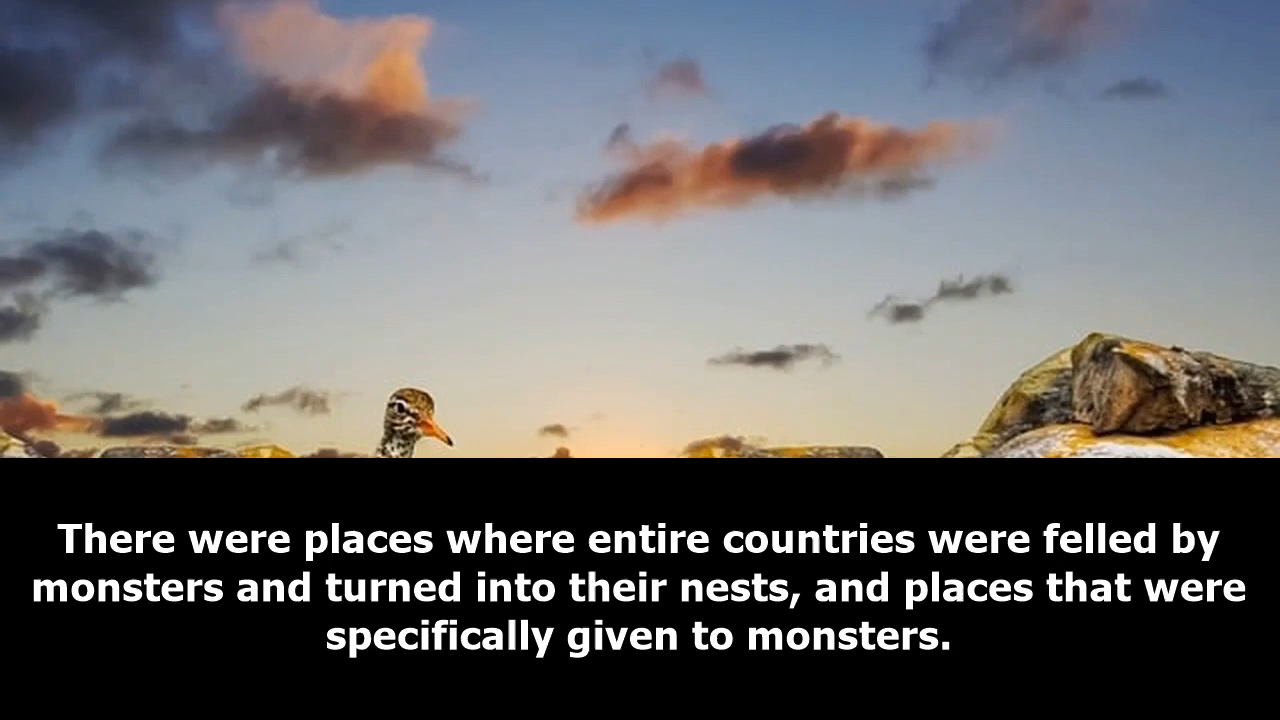 There were places where entire countries were felled by
monsters and turned into their nests, and places that were
specifically given to monsters.